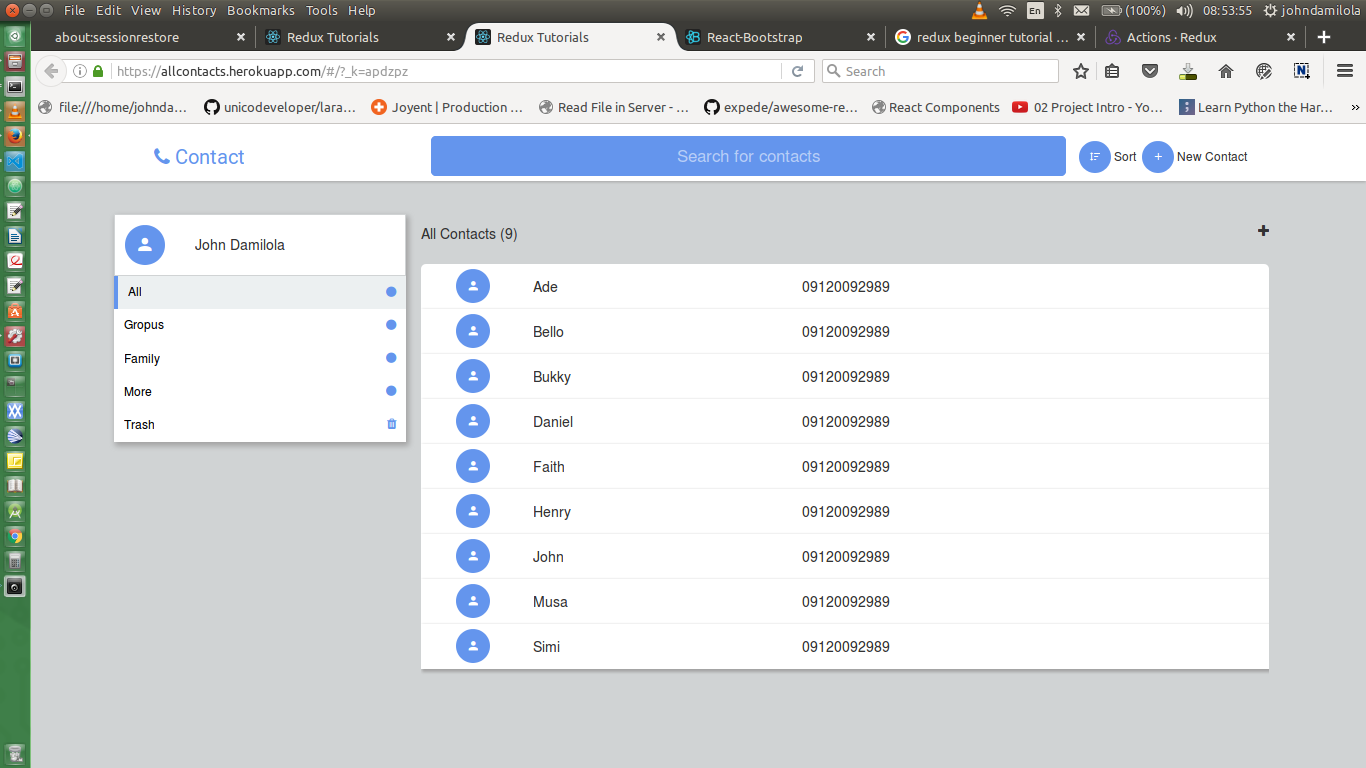 File Edit View History Bookmarks Tools Help En (100%) 08:53:55 johndamilola
about:sessionrestore Redux Tutorials Redux Tutorials React-Bootstrap redux beginner tutorial ... Actions · Redux
https://allcontacts.herokuapp.com/#/?_k=apdzpz Search
file:///home/johnda... unicodeveloper/lara... Joyent | Production ... Read File in Server - ... expede/awesome-re... React Components 02 Project Intro - Yo... Learn Python the Har... »
Contact Search for contacts Sort New Contact
All Contacts (9)
John Damilola
All
Gropus
Family
More
Trash
Ade 09120092989
Bello 09120092989
Bukky 09120092989
Daniel 09120092989
Faith 09120092989
Henry 09120092989
John 09120092989
Musa 09120092989
Simi 09120092989